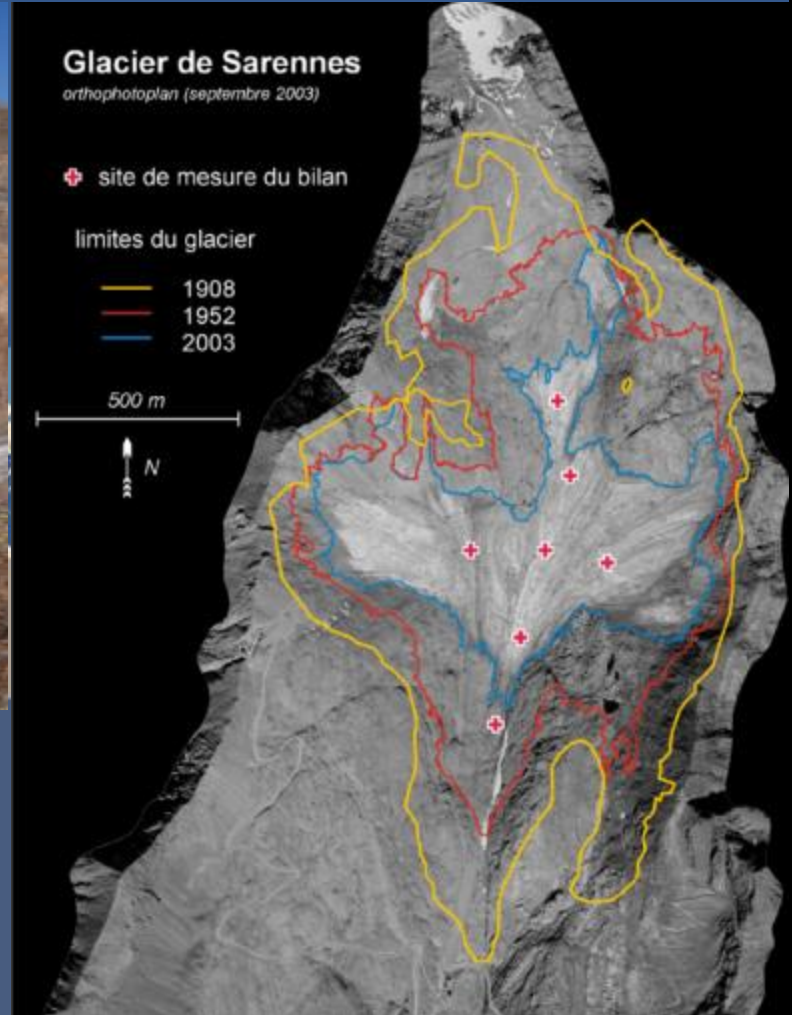 Glacier de Sarennes
orthophotoplan (septembre 2003)
site de mesure du bilan
limites du glacier
1908
1952
2003
500 m
N